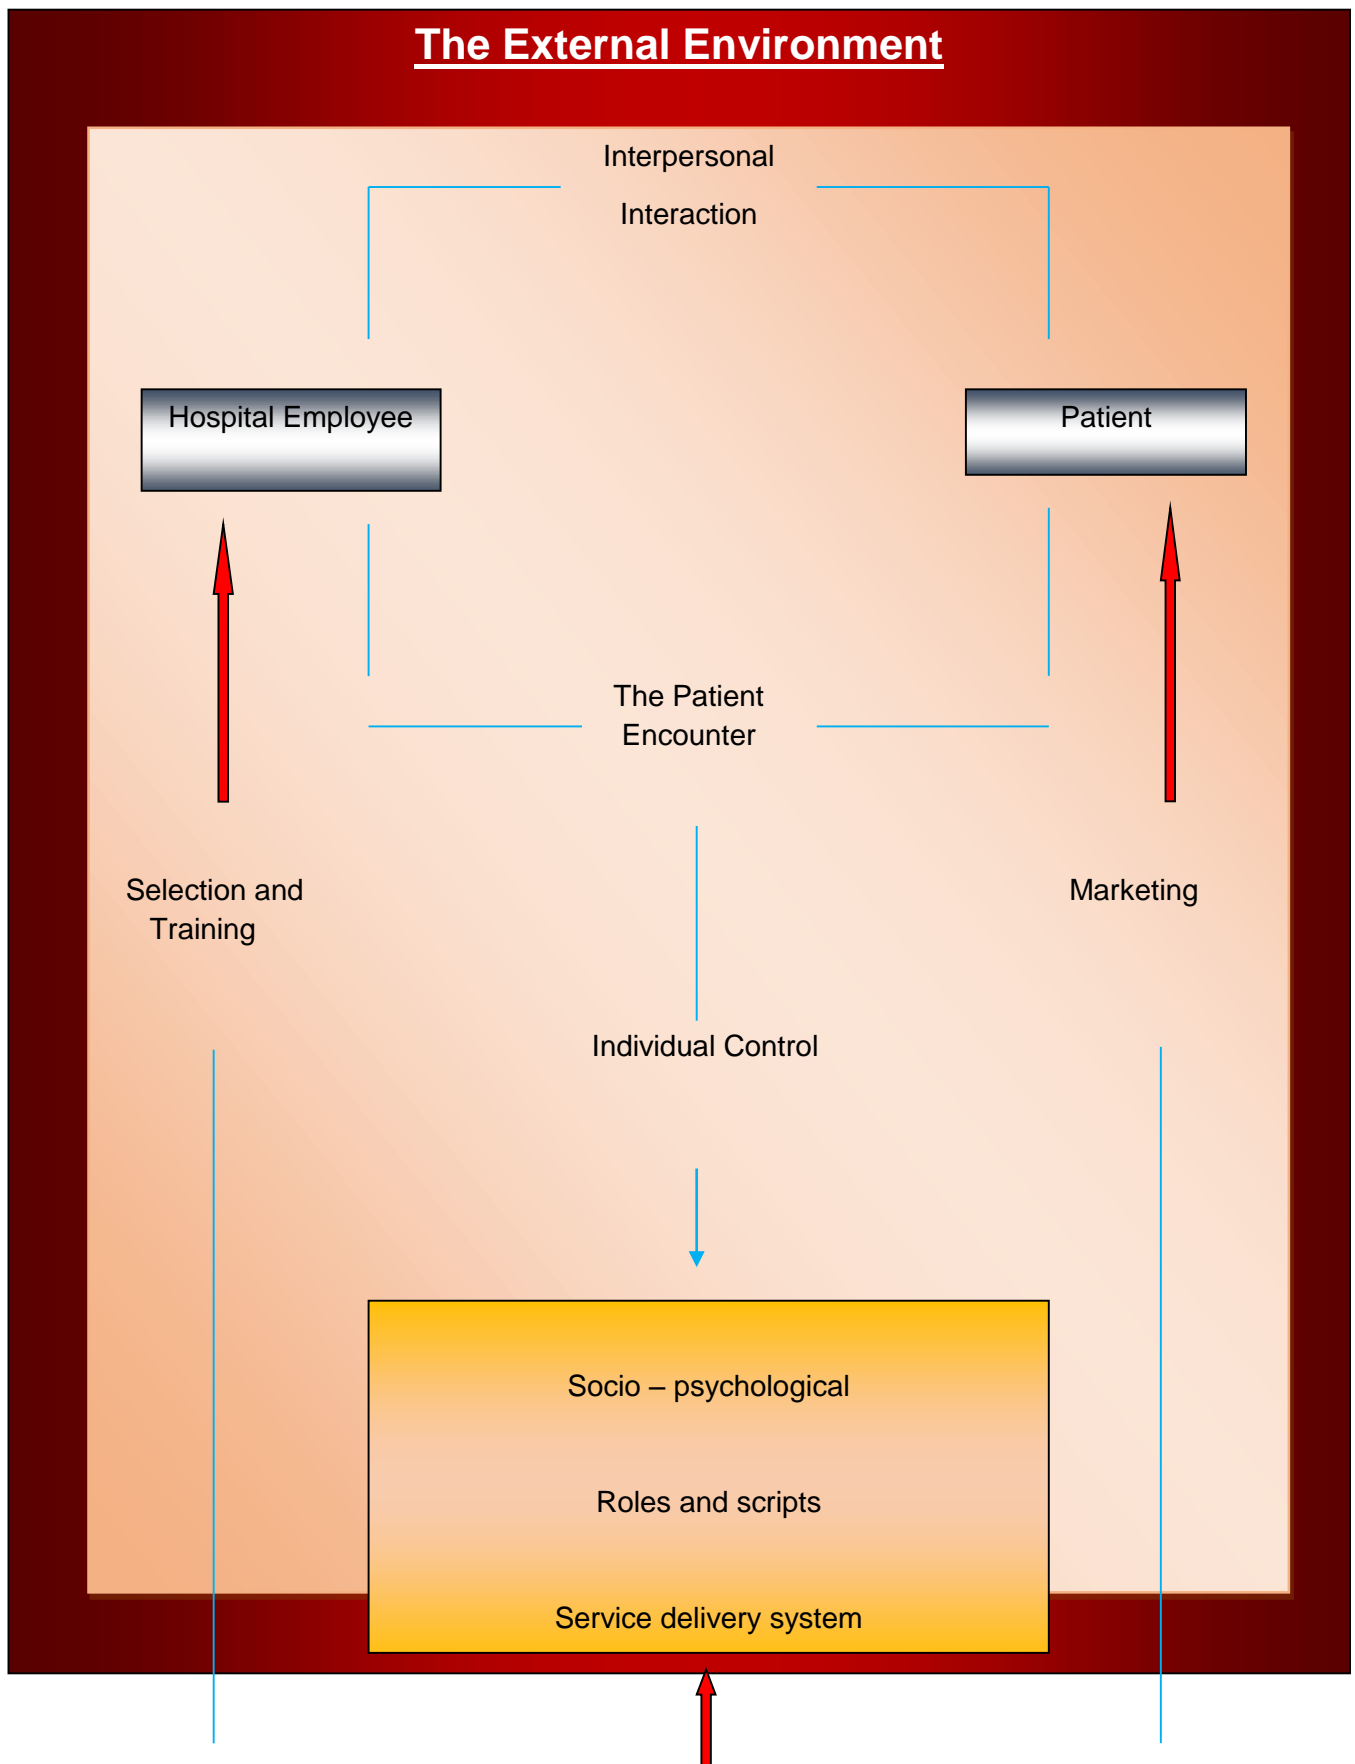 The External Environment
Interpersonal
Interaction
Hospital Employee
Patient
The Patient
Encounter
Selection and
Training
Marketing
Individual Control
Socio – psychological
Roles and scripts
Service delivery system